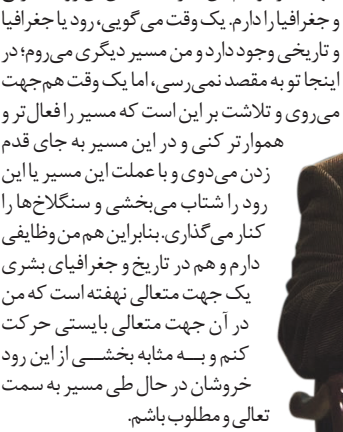 و جغرافیا را دارم. یک وقت می‌گویی، رود یا جغرافیا
و تاریخی وجود دارد و من مسیر دیگری می‌روم؛ در
اینجا تو به مقصد نمی‌رسی، اما یک وقت هم‌جهت
می‌روی و تلاشت بر این است که مسیر را فعال‌تر و
هموارتر کنی و در این مسیر به جای قدم
زدن می‌دوی و با عملت این مسیر یا این
رود را شتاب می‌بخشی و سنگلاخ‌ها را
کنار می‌گذاری. بنابراین هم من وظایفی
دارم و هم در تاریخ و جغرافیای بشری
یک جهت متعالی نهفته است که من
در آن جهت متعالی بایستی حرکت
کنم و بـــه مثابه بخشـــی از این رود
خروشان در حال طی مسیر به سمت
تعالی و مطلوب باشم.